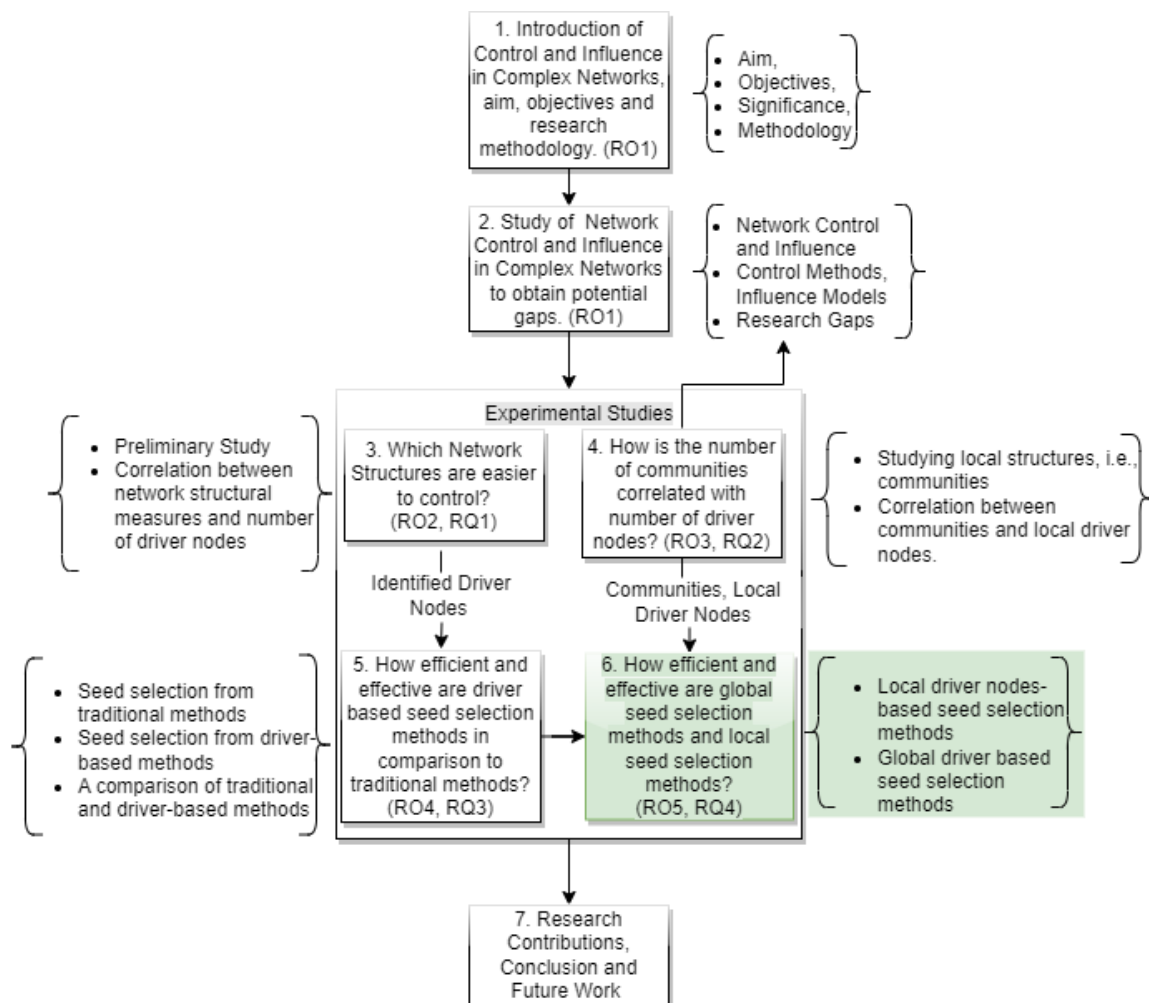 1. Introduction of
Control and Influence
in Complex Networks,
aim, objectives and
research
methodology. (RO1)
• Aim,
• Objectives,
• Significance,
• Methodology
2. Study of Network
Control and Influence
in Complex Networks
to obtain potential
gaps. (RO1)
• Network Control
and Influence
• Control Methods,
Influence Models
• Research Gaps
Experimental Studies
• Preliminary Study
• Correlation between
network structural
measures and number
of driver nodes
3. Which Network
Structures are easier
to control?
(RO2, RQ1)
4. How is the number
of communities
correlated with
number of driver
nodes? (RO3, RQ2)
• Studying local structures, i.e.,
communities
• Correlation between
communities and local driver
nodes.
Identified Driver
Nodes
Communities, Local
Driver Nodes
• Seed selection from
traditional methods
• Seed selection from driver-
based methods
• A comparison of traditional
and driver-based methods
5. How efficient and
effective are driver
based seed selection
methods in
comparison to
traditional methods?
(RO4, RQ3)
6. How efficient and
effective are global
seed selection
methods and local
seed selection
methods?
(RO5, RQ4)
• Local driver nodes-
based seed selection
methods
• Global driver based
seed selection
methods
7. Research
Contributions,
Conclusion and
Future Work